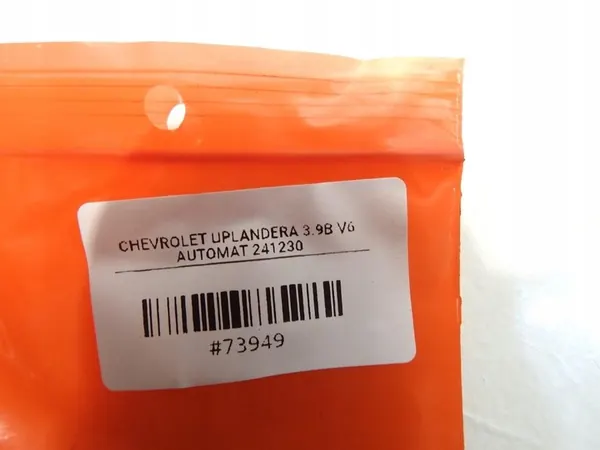 CHEVROLET UPLANDERA 3.9B V6
AUTOMAT 241230
#73949